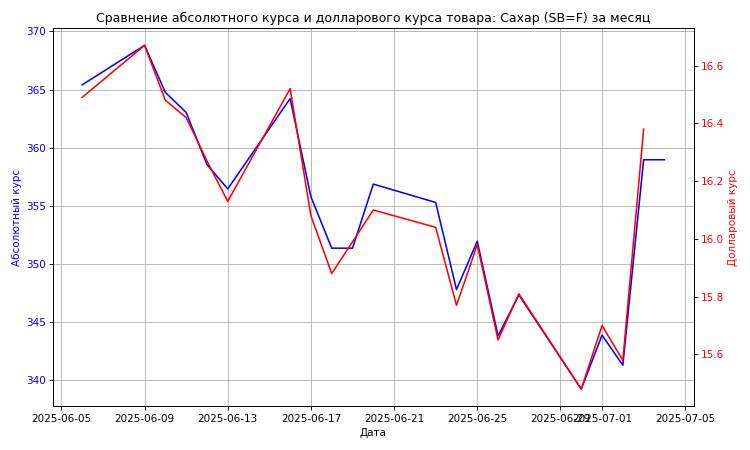 Сравнение абсолютного курса и долларового курса товара: Сахар (SB=F) за месяц
Абсолютный курс
370
365
360
355
350
345
340
16.6
16.4
16.2
16.0
15.8
15.6
Долларовый курс
2025-06-05 2025-06-09 2025-06-13 2025-06-17 2025-06-21 2025-06-25 2025-06-29 2025-07-01 2025-07-05
Дата